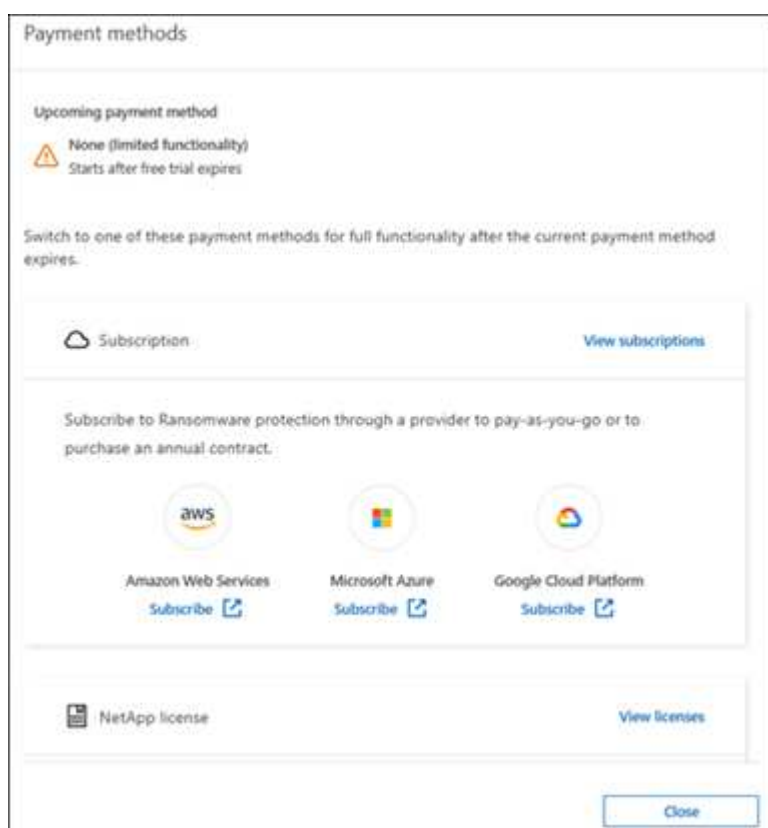 Payment methods
Upcoming payment method
None (limited functionality)
Starts after free trial expires
Switch to one of these payment methods for full functionality after the current payment method
expires.
Subscription
View subscriptions
Subscribe to Ransomware protection through a provider to pay-as-you-go or to
purchase an annual contract.
aws
Amazon Web Services
Microsoft Azure
Google Cloud Platform
Subscribe
Subscribe
Subscribe
NetApp license
View licenses
Close